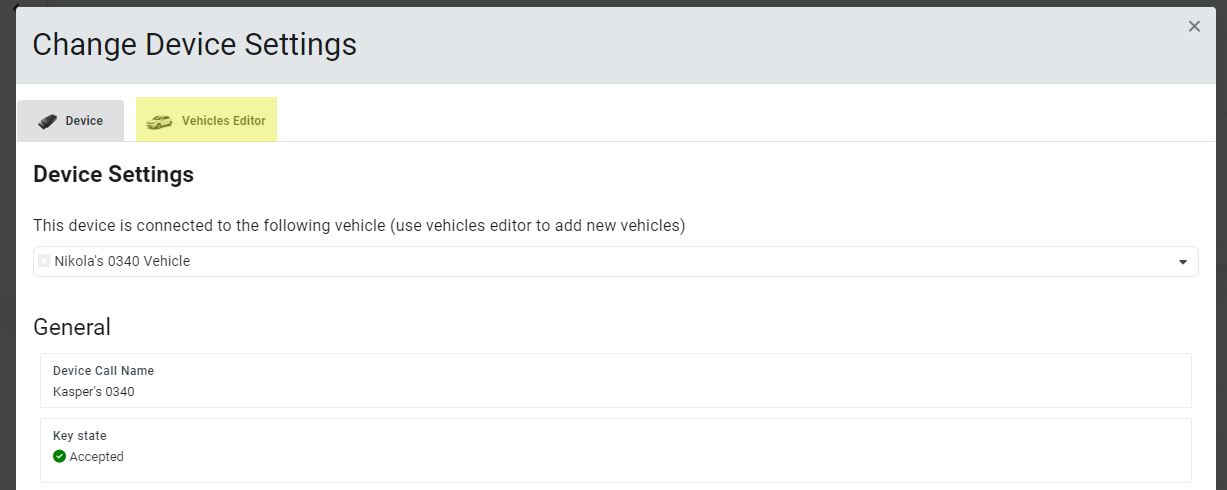 Change Device Settings
Device
Vehicles Editor
Device Settings
This device is connected to the following vehicle (use vehicles editor to add new vehicles)
Nikola's 0340 Vehicle
General
Device Call Name
Kasper's 0340
Key state
Accepted